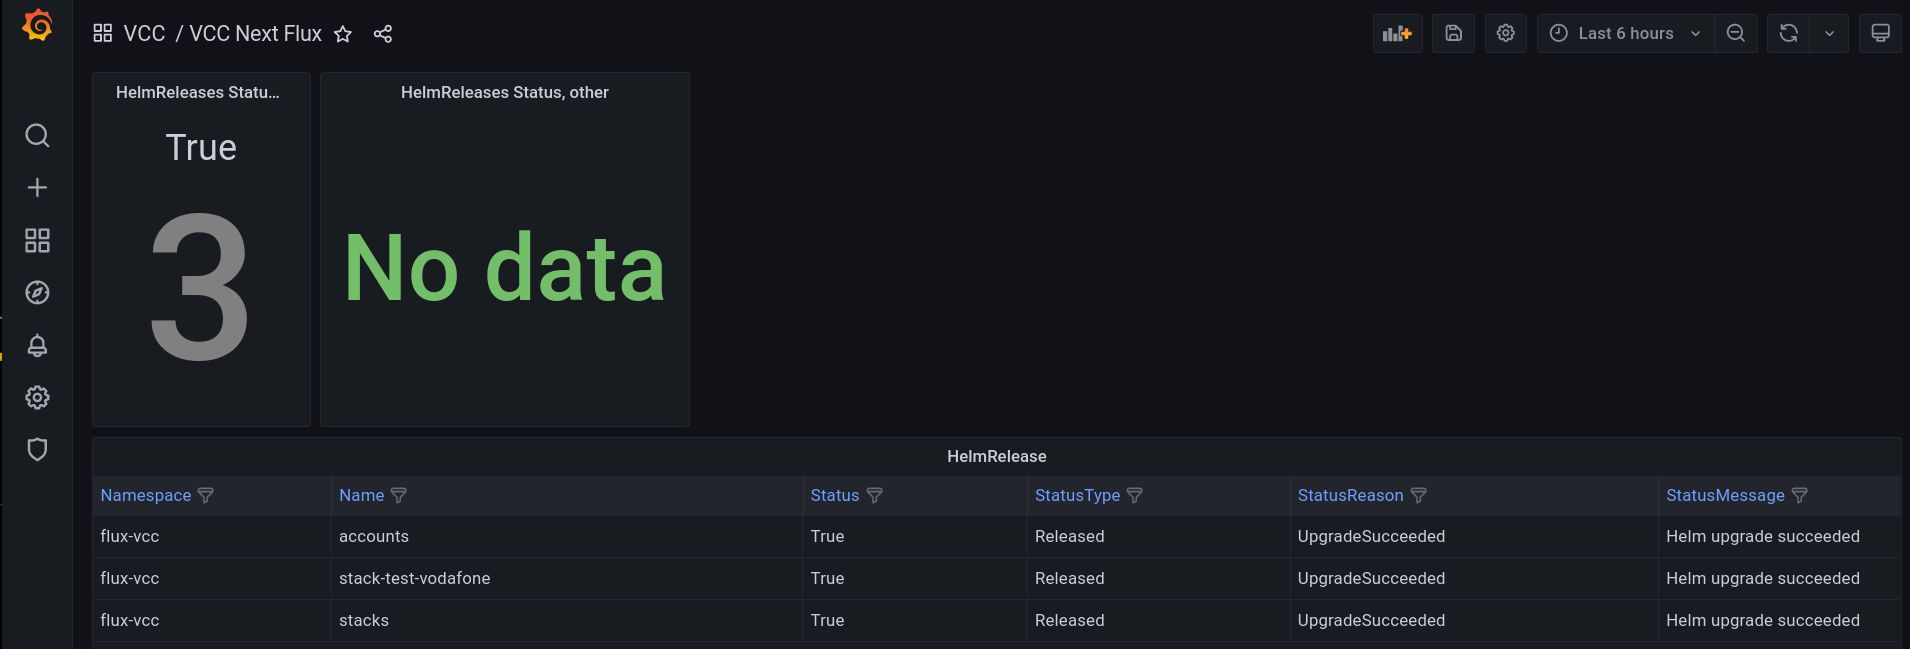 VCC / VCC Next Flux
Last 6 hours
HelmReleases Statu...
True
3
HelmReleases Status, other
No data
HelmRelease
Namespace Name Status StatusType StatusReason StatusMessage
flux-vcc accounts True Released UpgradeSucceeded Helm upgrade succeeded
flux-vcc stack-test-vodafone True Released UpgradeSucceeded Helm upgrade succeeded
flux-vcc stacks True Released UpgradeSucceeded Helm upgrade succeeded